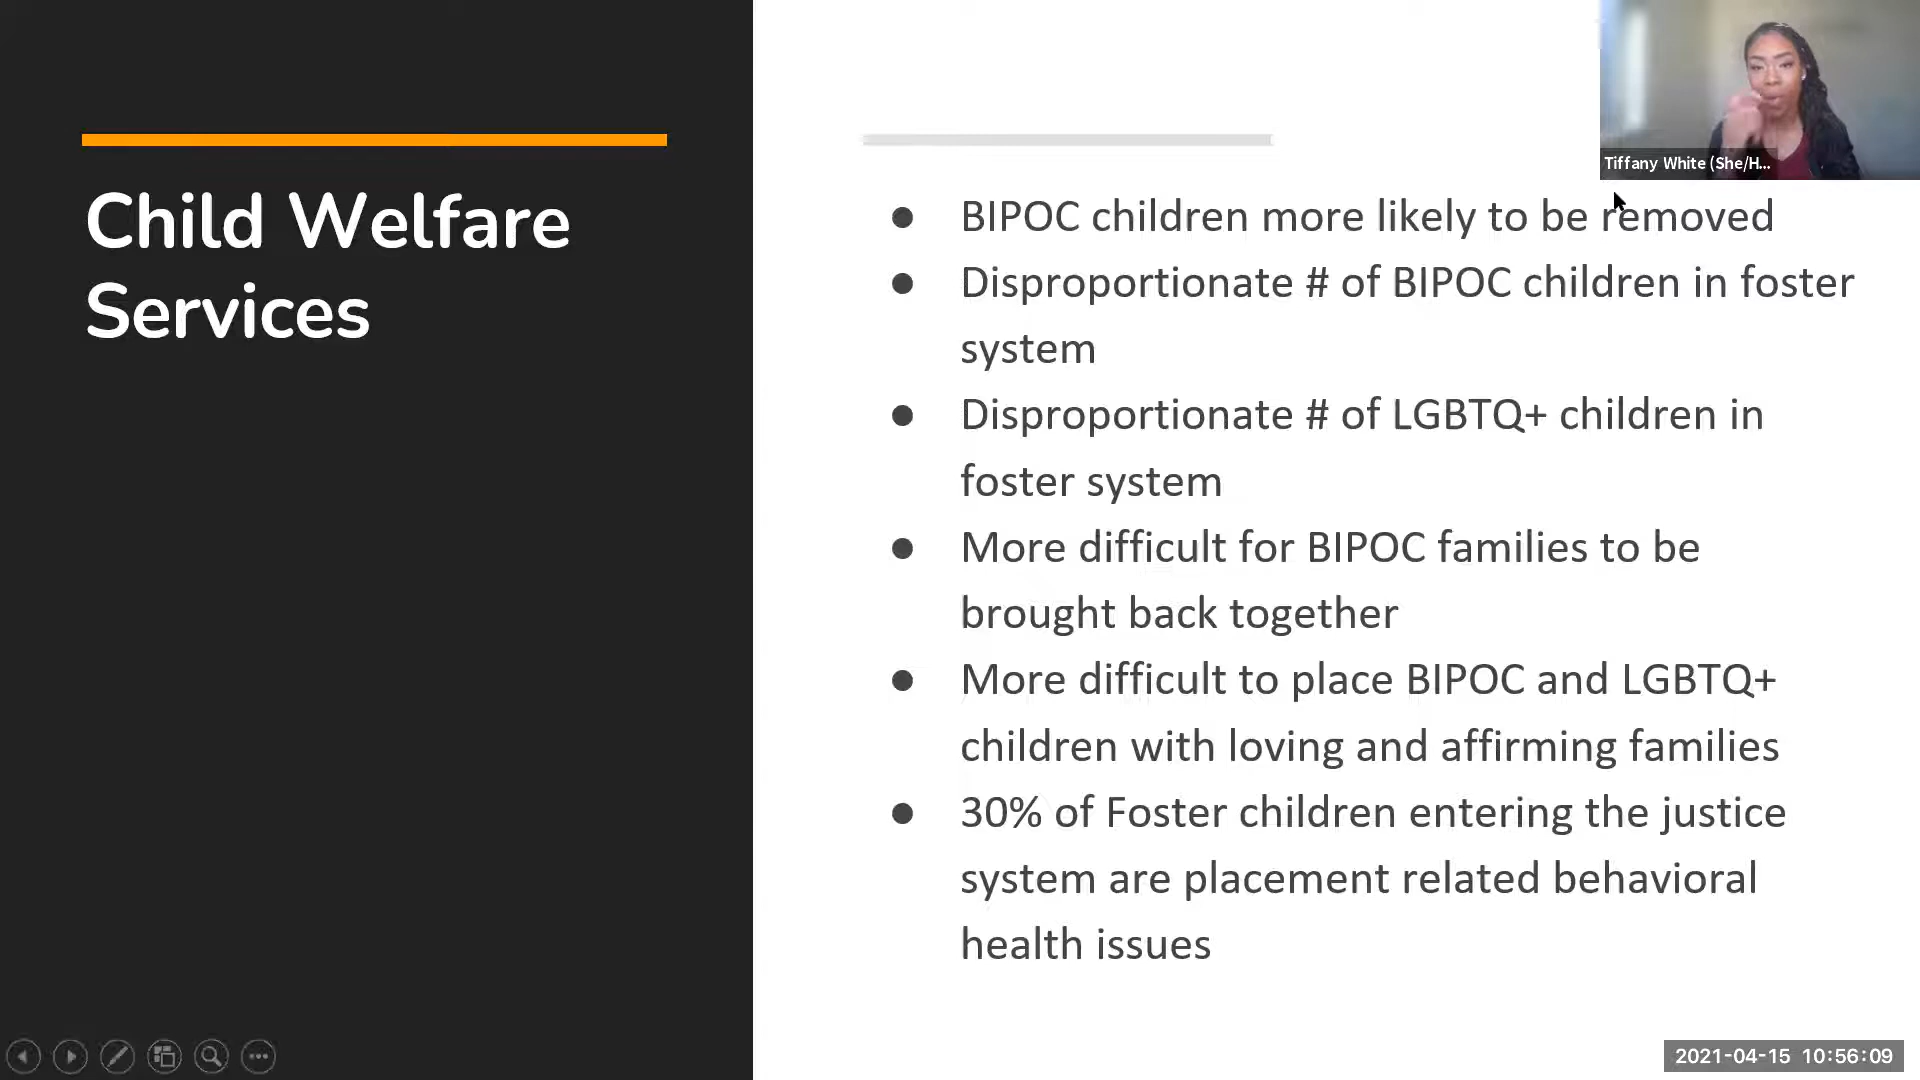 Child Welfare
Services
Tiffany White (She/H...
● BIPOC children more likely to be removed
● Disproportionate # of BIPOC children in foster
system
● Disproportionate # of LGBTQ+ children in
foster system
● More difficult for BIPOC families to be
brought back together
● More difficult to place BIPOC and LGBTQ+
children with loving and affirming families
● 30% of Foster children entering the justice
system are placement related behavioral
health issues
2021-04-15 10:56:09